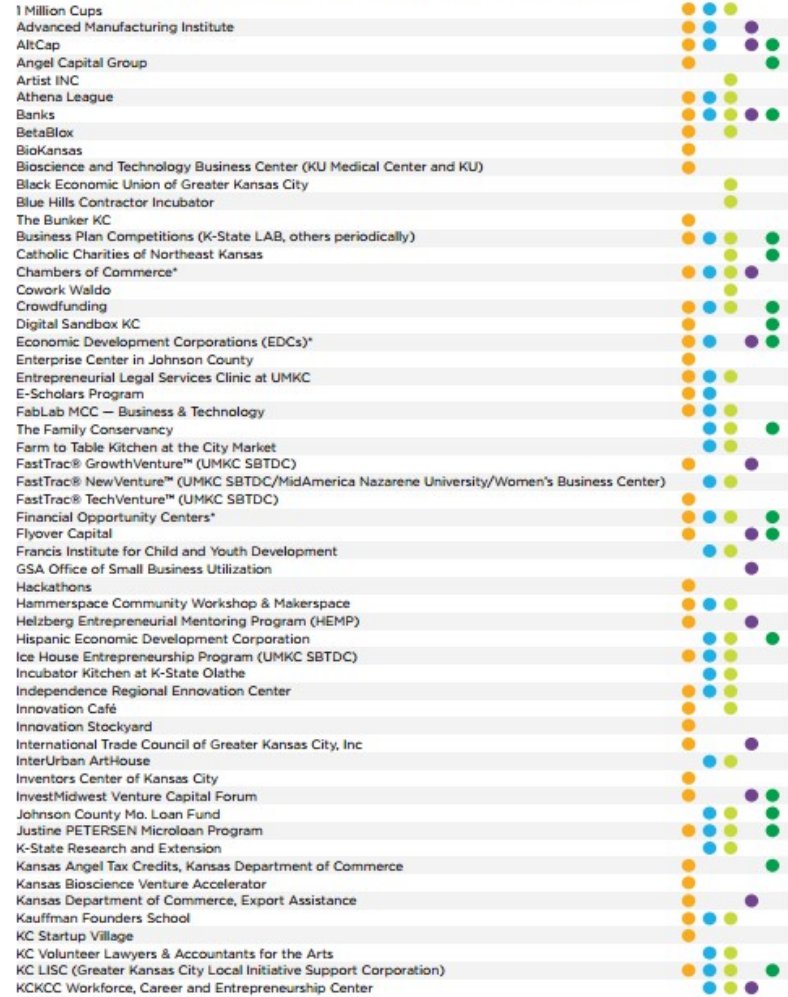 1 Million Cups
Advanced Manufacturing Institute
AltCap
Angel Capital Group
Artist INC
Athena League
Banks
BetaBlox
BioKansas
Bioscience and Technology Business Center (KU Medical Center and KU)
Black Economic Union of Greater Kansas City
Blue Hills Contractor Incubator
The Bunker KC
Business Plan Competitions (K-State LAB, others periodically)
Catholic Charities of Northeast Kansas
Chambers of Commerce*
Cowork Waldo
Crowdfunding
Digital Sandbox KC
Economic Development Corporations (EDCs)*
Enterprise Center in Johnson County
Entrepreneurial Legal Services Clinic at UMKC
E-Scholars Program
FabLab MCC — Business & Technology
The Family Conservancy
Farm to Table Kitchen at the City Market
FastTrac® GrowthVenture™ (UMKC SBTDC)
FastTrac® NewVenture™ (UMKC SBTDC/MidAmerica Nazarene University/Women's Business Center)
FastTrac® TechVenture™ (UMKC SBTDC)
Financial Opportunity Centers*
Flyover Capital
Francis Institute for Child and Youth Development
GSA Office of Small Business Utilization
Hackathons
Hammerspace Community Workshop & Makerspace
Helzberg Entrepreneurial Mentoring Program (HEMP)
Hispanic Economic Development Corporation
Ice House Entrepreneurship Program (UMKC SBTDC)
Incubator Kitchen at K-State Olathe
Independence Regional Ennovation Center
Innovation Café
Innovation Stockyard
International Trade Council of Greater Kansas City, Inc
InterUrban ArtHouse
Inventors Center of Kansas City
InvestMidwest Venture Capital Forum
Johnson County Mo. Loan Fund
Justine PETERSEN Microloan Program
K-State Research and Extension
Kansas Angel Tax Credits, Kansas Department of Commerce
Kansas Bioscience Venture Accelerator
Kansas Department of Commerce, Export Assistance
Kauffman Founders School
KC Startup Village
KC Volunteer Lawyers & Accountants for the Arts
KC LISC (Greater Kansas City Local Initiative Support Corporation)
KCKCC Workforce, Career and Entrepreneurship Center